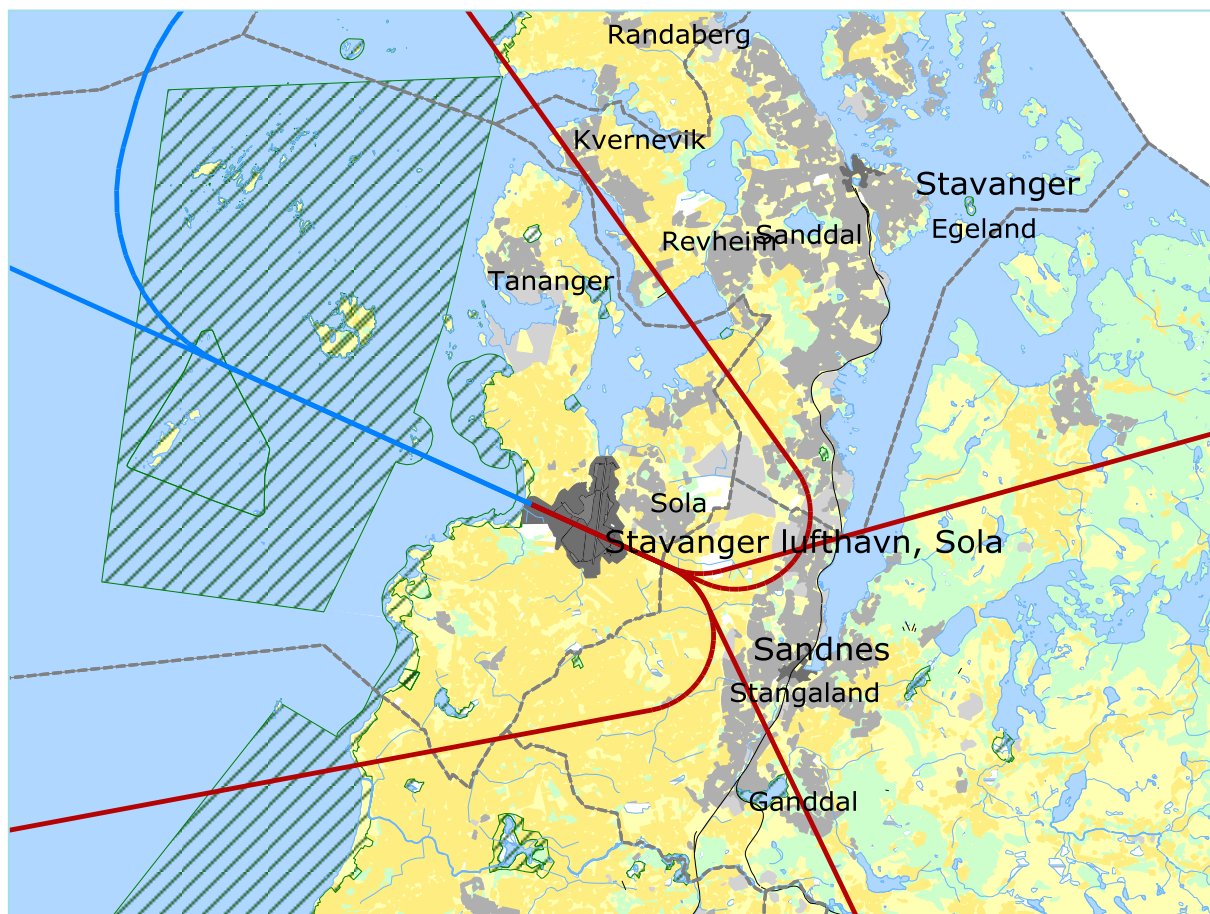 Randaberg
Kvernevik
Stavanger
Egeland
Sanddal
Revheim
Tananger
Sola
Stavanger lufthavn, Sola
Sandnes
Stangaland
Ganddal